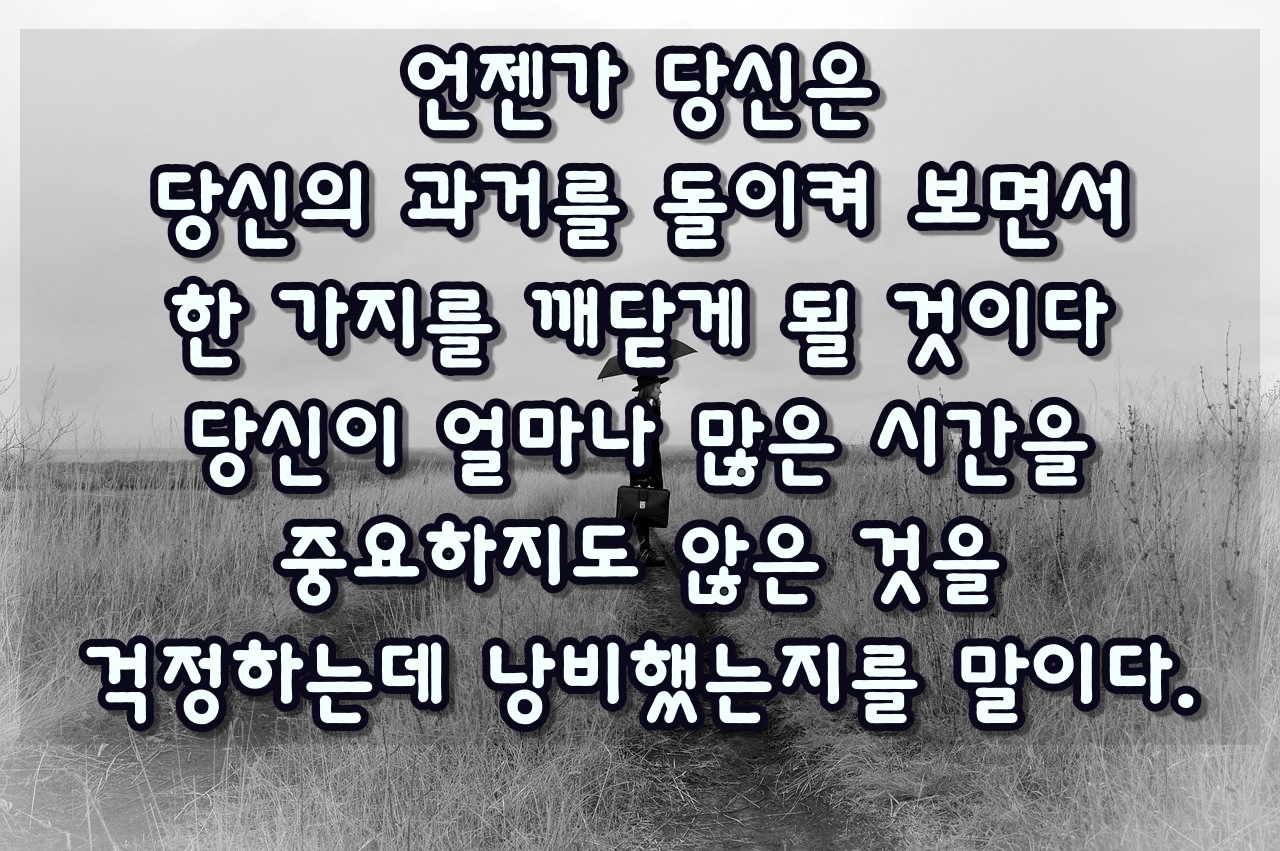 언젠가 당신은
당신의 과거를 돌이켜 보면서
한 가지를 깨닫게 될 것이다
당신이 얼마나 많은 시간을
중요하지도 않은 것을
걱정하는데 낭비했는지를 말이다.